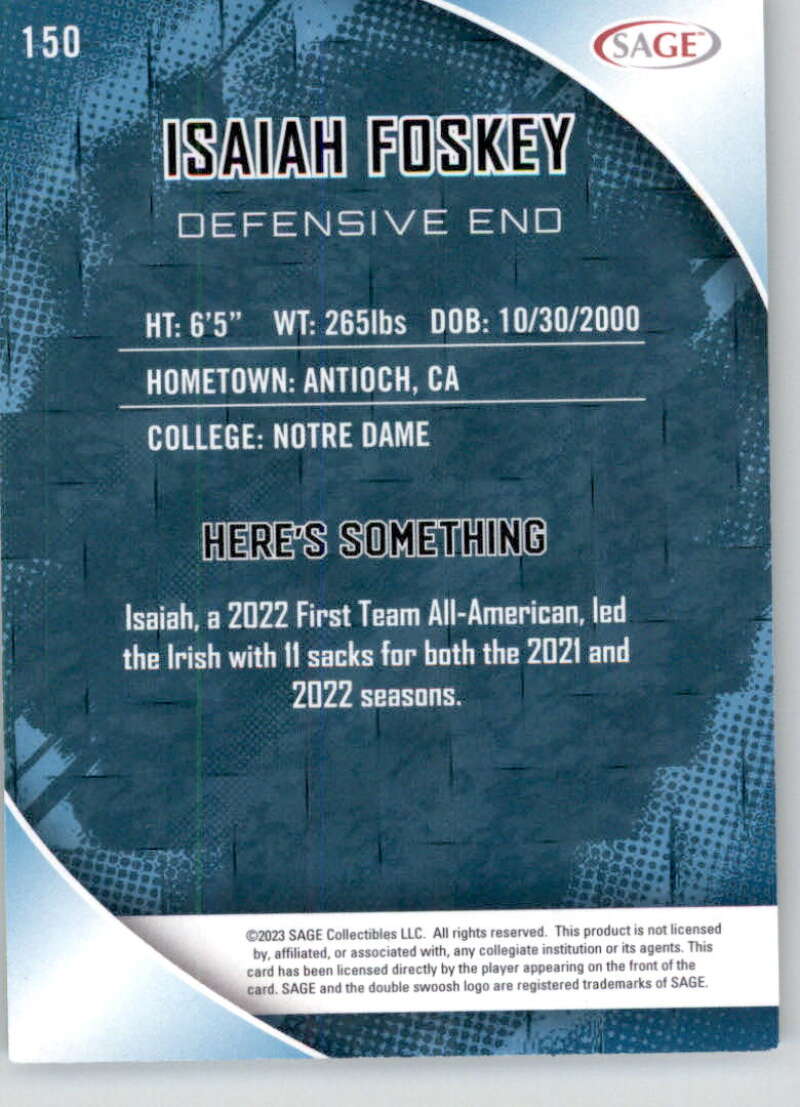 150
SAGE™
ISAIAH FOSKEY
DEFENSIVE END
HT: 6'5” WT: 265lbs DOB: 10/30/2000
HOMETOWN: ANTIOCH, CA
COLLEGE: NOTRE DAME
HERE'S SOMETHING
Isaiah, a 2022 First Team All-American, led
the Irish with 11 sacks for both the 2021 and
2022 seasons.
©2023 SAGE Collectibles LLC. All rights reserved. This product is not licensed
by, affiliated, or associated with, any collegiate institution or its agents. This
card has been licensed directly by the player appearing on the front of the
card. SAGE and the double swoosh logo are registered trademarks of SAGE.